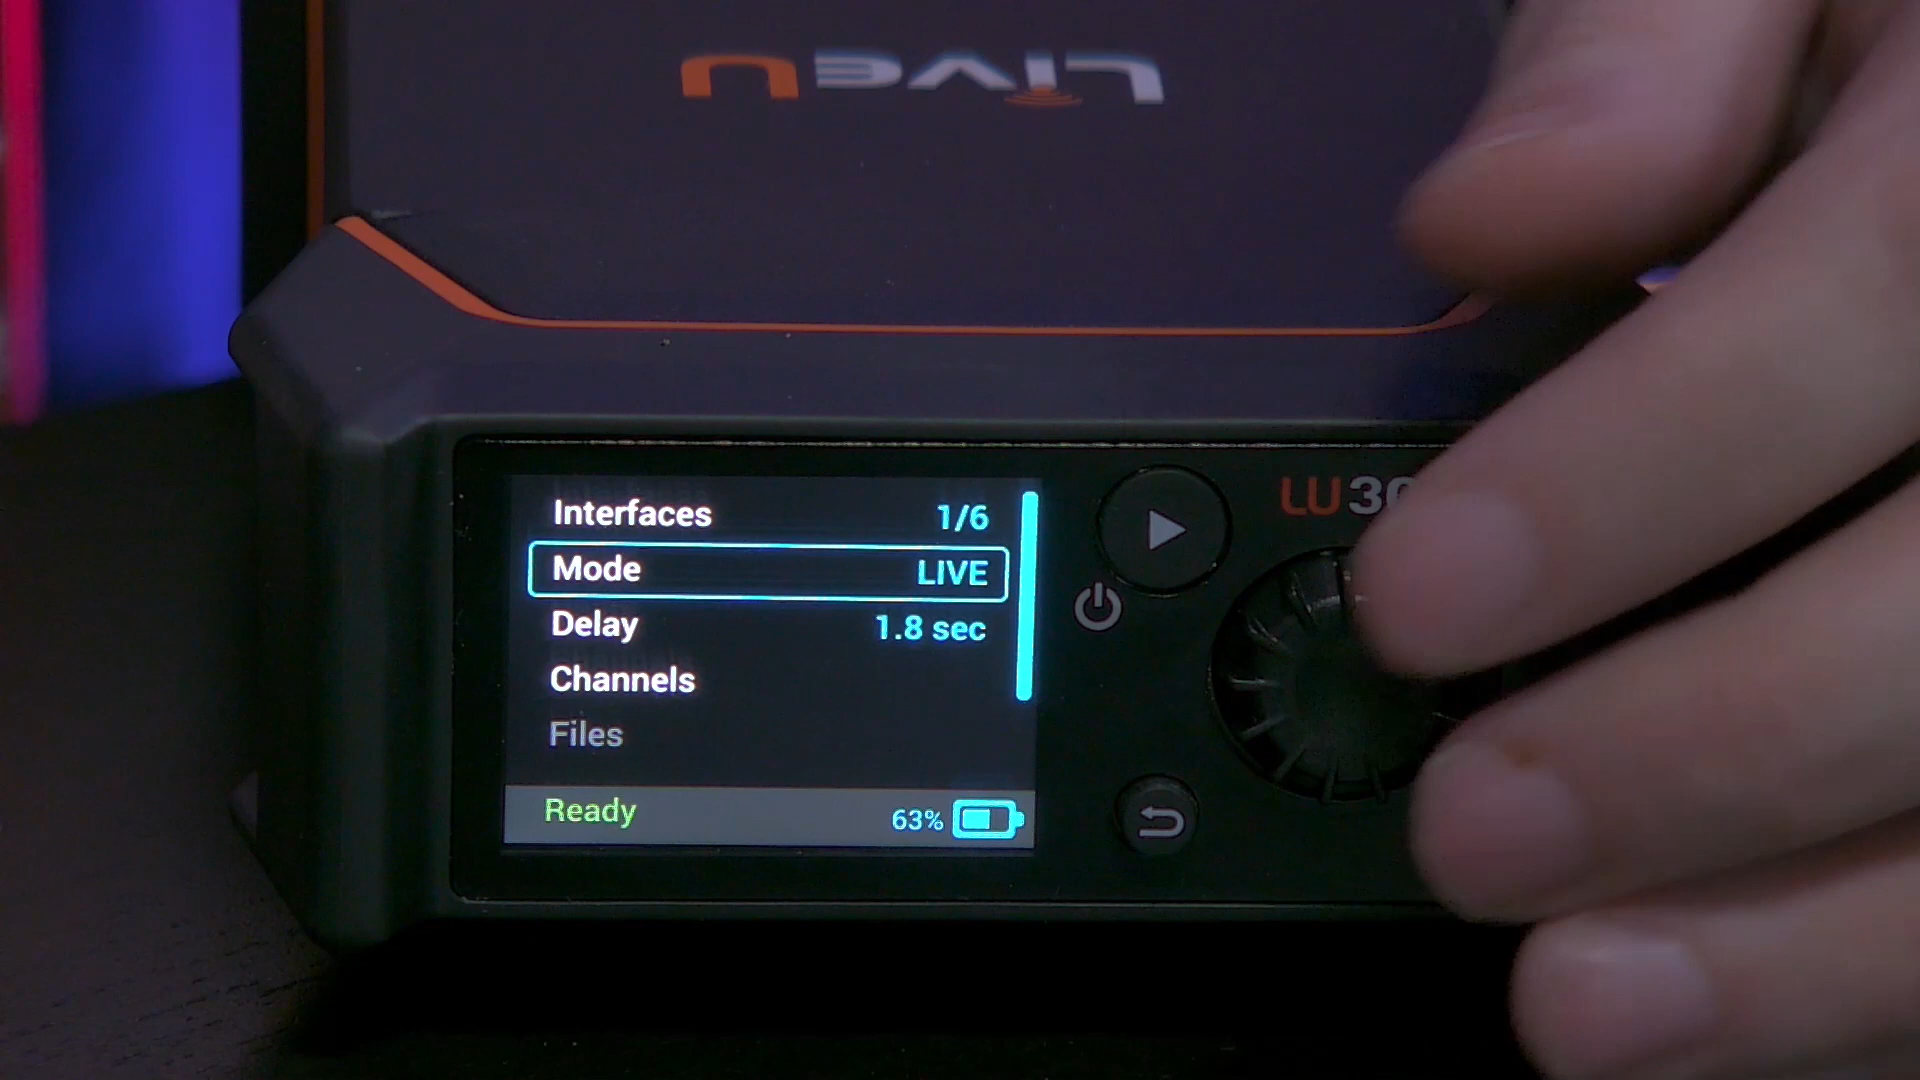 LIVEU
Interfaces 1/6
Mode LIVE
Delay 1.8 sec
Channels
Files
Ready 63%